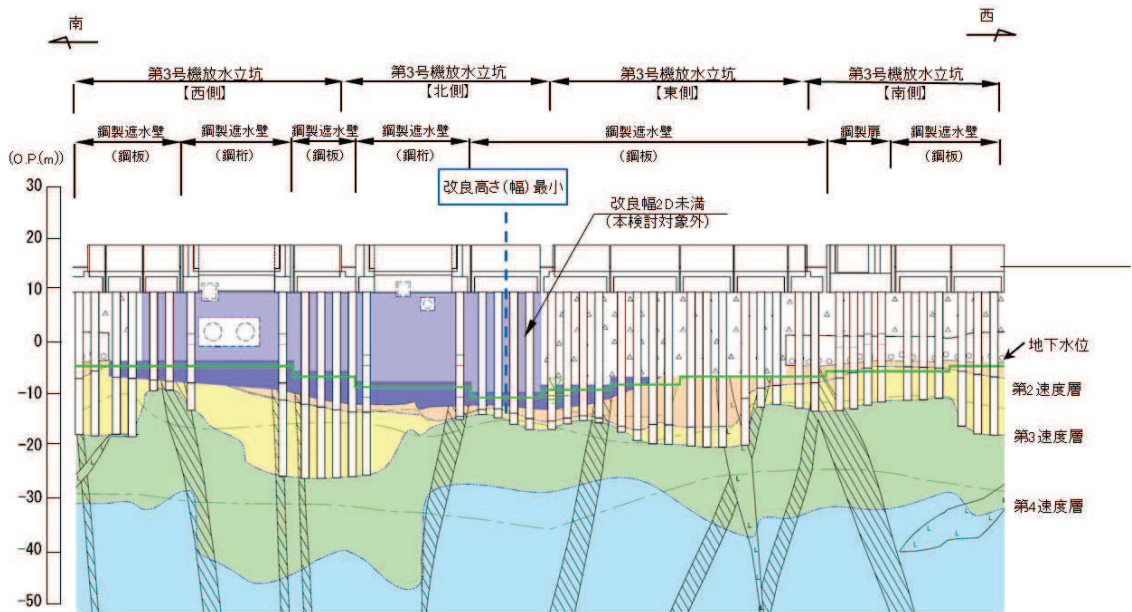 南
西
第3号機放水立坑
【西側】
第3号機放水立坑
【北側】
第3号機放水立坑
【東側】
第3号機放水立坑
【南側】
鋼製遮水壁
(鋼板)
鋼製遮水壁
(鋼桁)
鋼製遮水壁
(鋼板)
鋼製遮水壁
(鋼桁)
鋼製遮水壁
(鋼板)
鋼製扉
鋼製遮水壁
(鋼板)
(O.P.(m))
改良高さ(幅)最小
改良幅2D未満
(本検討対象外)
30
20
10
0
-10
-20
-30
-40
-50
地下水位
第2速度層
第3速度層
第4速度層
L
L
L
L
L
L
L
L
L
L
L